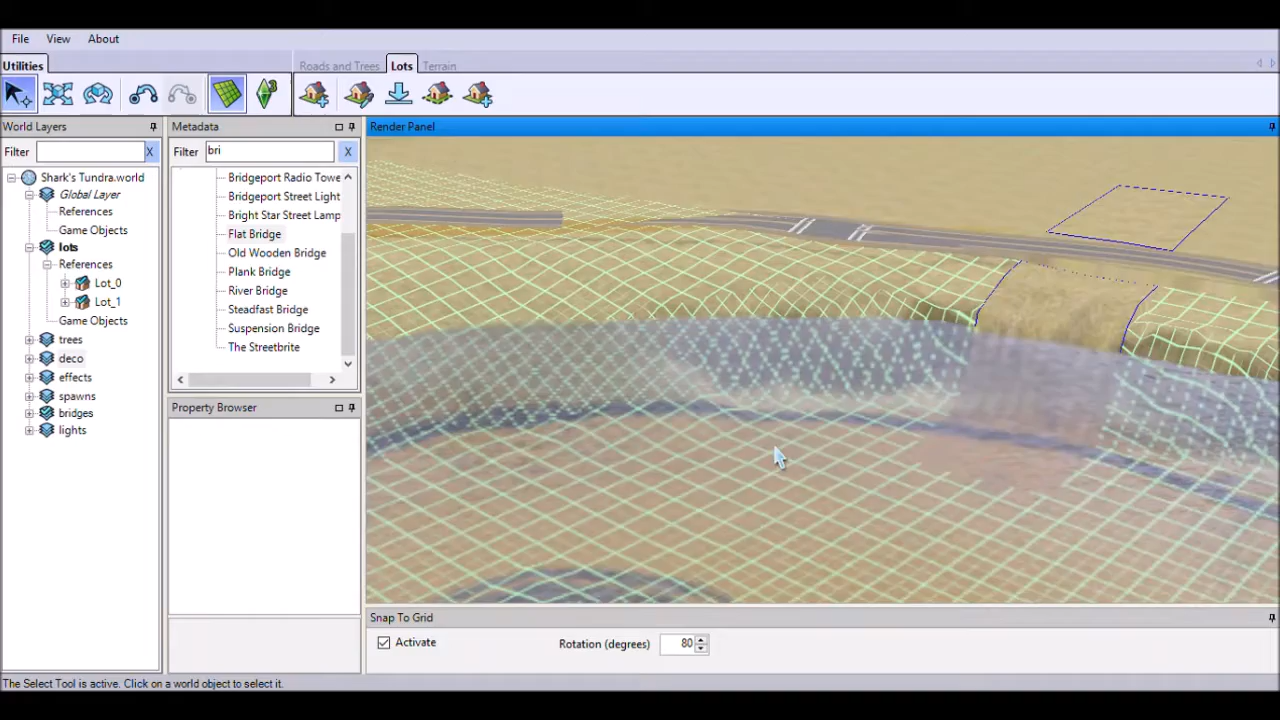 File View About
Utilities Roads and Trees Lots Terrain
World Layers Metadata Render Panel
Filter X Filter bri X
Shark's Tundra.world
Global Layer
References
Game Objects
lots
References
Lot_0
Lot_1
Game Objects
trees
deco
effects
spawns
bridges
lights
Bridgeport Radio Towe
Bridgeport Street Light
Bright Star Street Lamp
Flat Bridge
Old Wooden Bridge
Plank Bridge
River Bridge
Steadfast Bridge
Suspension Bridge
The Streetbrite
Property Browser
Snap To Grid
Activate Rotation (degrees) 80
The Select Tool is active. Click on a world object to select it.